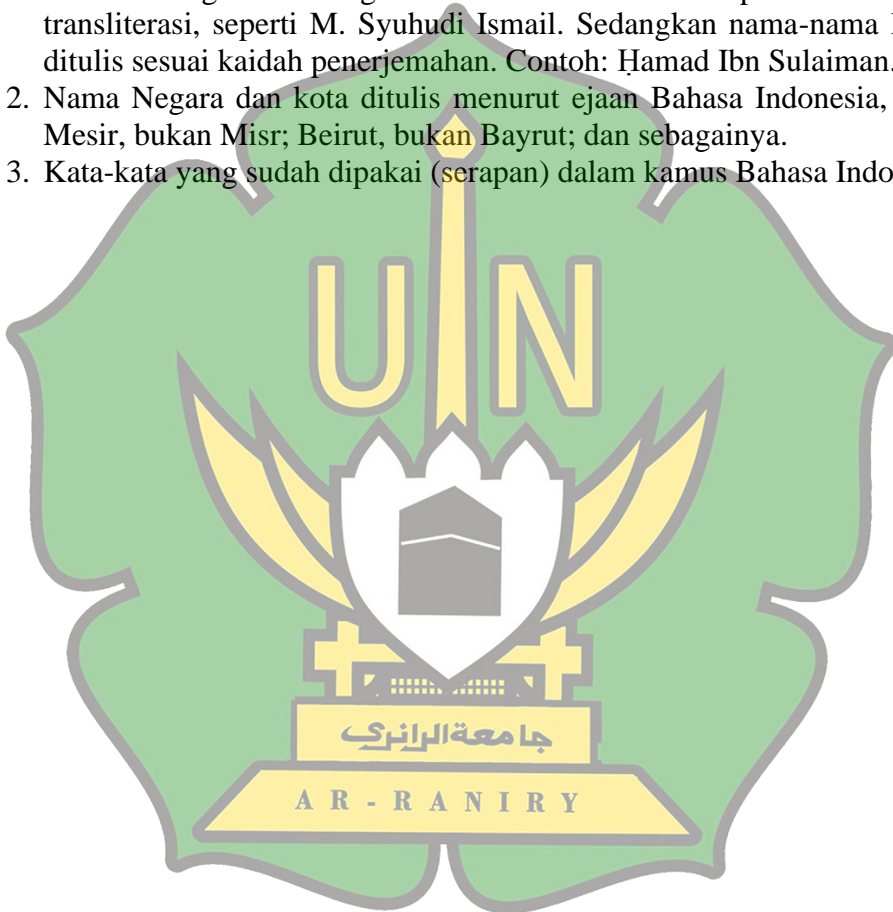 transliterasi, seperti M. Syuhudi Ismail. Sedangkan nama-nama
ditulis sesuai kaidah penerjemahan. Contoh: Ḥamad Ibn Sulaiman.
2. Nama Negara dan kota ditulis menurut ejaan Bahasa Indonesia,
Mesir, bukan Misr; Beirut, bukan Bayrut; dan sebagainya.
3. Kata-kata yang sudah dipakai (serapan) dalam kamus Bahasa Indo
UIN
جامعة الرانري
AR-RANIRY